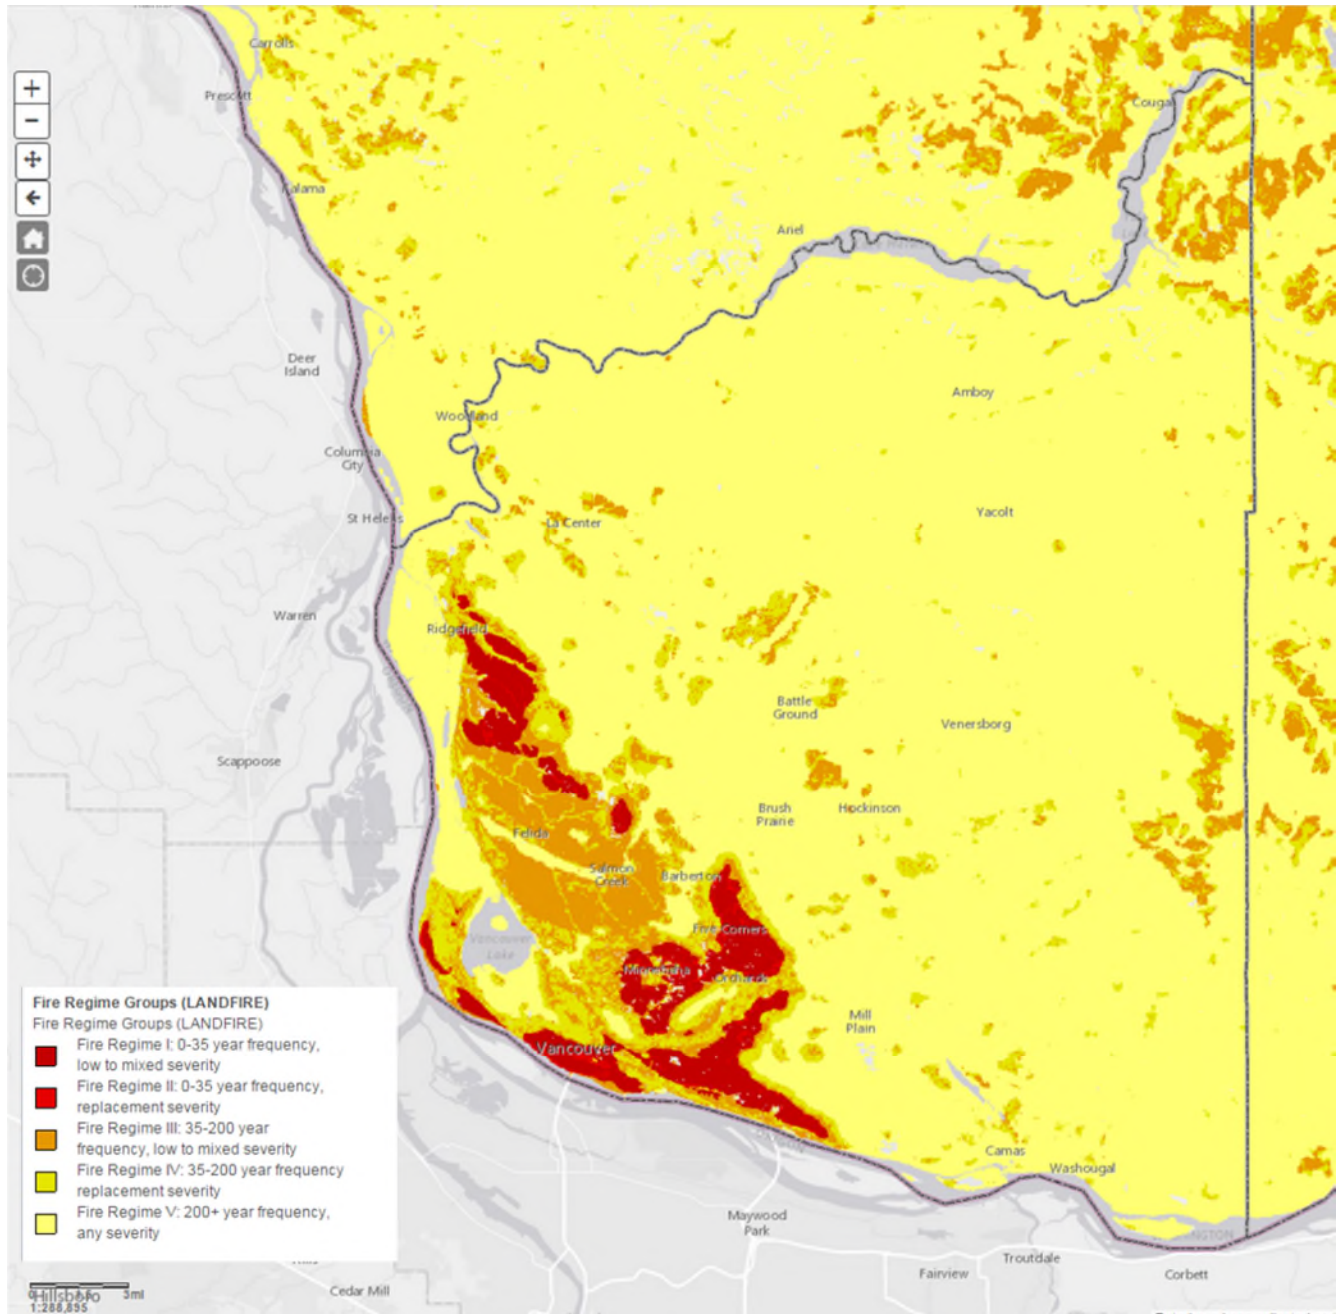 Carrolls
Prescott
Kalama
Cougar
Ariel
Deer
Island
Woodland
Amboy
Columbia
City
St Helens
La Center
Yacolt
Warren
Ridgefield
Battle
Ground
Venersborg
Scappoose
Brush
Prairie
Hockinson
Felida
Salmon
Creek
Barberton
Five Corners
Vancouver
Lake
Minnehaha
Orchards
Mill
Plain
Vancouver
Camas
Washougal
Maywood
Park
Troutdale
Fairview
Corbett
Cedar Mill
Hillsboro
Fire Regime Groups (LANDFIRE)
Fire Regime Groups (LANDFIRE)
Fire Regime I: 0-35 year frequency,
low to mixed severity
Fire Regime II: 0-35 year frequency,
replacement severity
Fire Regime III: 35-200 year
frequency, low to mixed severity
Fire Regime IV: 35-200 year frequency
replacement severity
Fire Regime V: 200+ year frequency,
any severity
5mi
1:288,895